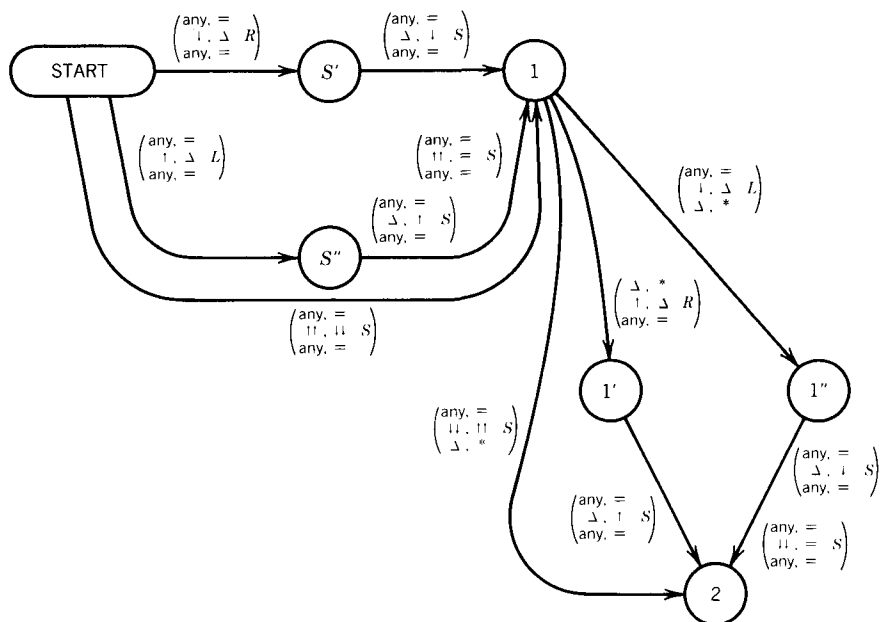 START
any, =
↓, Δ R
any, =
S′
any, =
Δ, ↓ S
any, =
1
any, =
↑, Δ L
any, =
any, =
↑↑, = S
any, =
any, =
Δ, ↑ S
any, =
S″
any, =
↑↑, ↓↓ S
any, =
any, =
↓, Δ L
Δ, *
Δ, *
↑, Δ R
any, =
1′
1″
any, =
↓↓, ↑↑ S
Δ, *
any, =
Δ, ↑ S
any, =
any, =
Δ, ↓ S
any, =
any, =
↓↓, = S
any, =
2